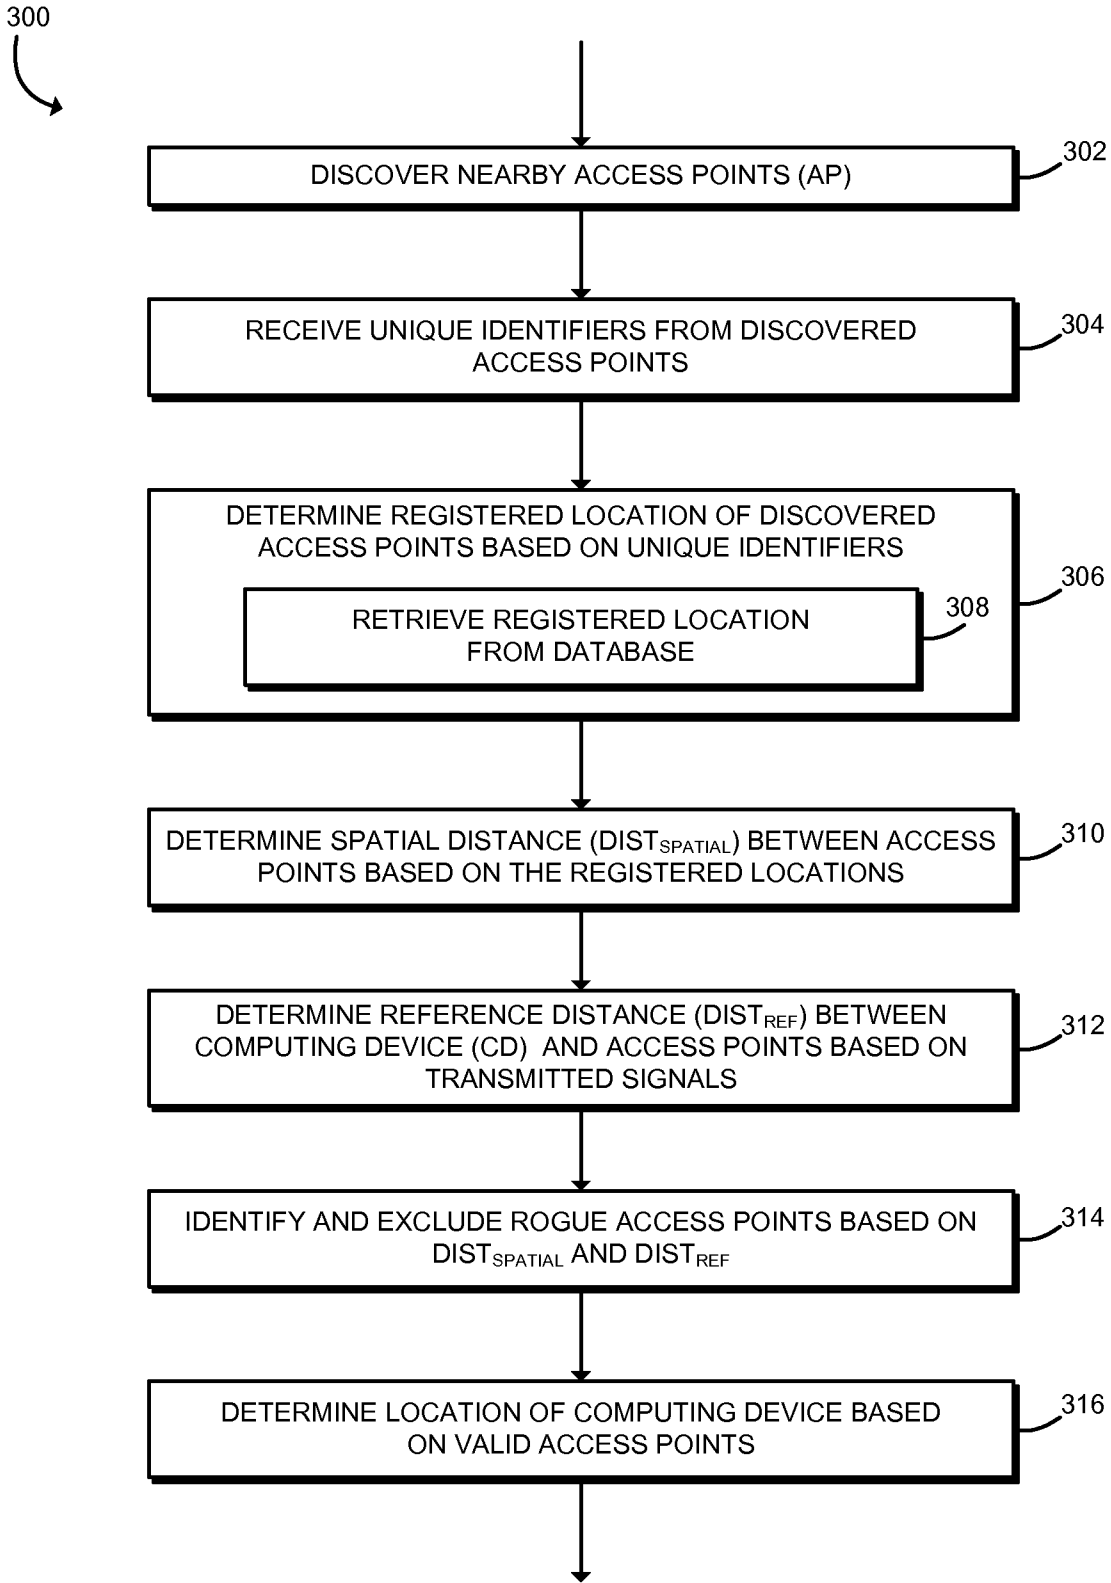 300
DISCOVER NEARBY ACCESS POINTS (AP)
302
RECEIVE UNIQUE IDENTIFIERS FROM DISCOVERED
ACCESS POINTS
304
DETERMINE REGISTERED LOCATION OF DISCOVERED
ACCESS POINTS BASED ON UNIQUE IDENTIFIERS
306
RETRIEVE REGISTERED LOCATION
FROM DATABASE
308
DETERMINE SPATIAL DISTANCE (DISTSPATIAL) BETWEEN ACCESS
POINTS BASED ON THE REGISTERED LOCATIONS
310
DETERMINE REFERENCE DISTANCE (DISTREF) BETWEEN
COMPUTING DEVICE (CD) AND ACCESS POINTS BASED ON
TRANSMITTED SIGNALS
312
IDENTIFY AND EXCLUDE ROGUE ACCESS POINTS BASED ON
DISTSPATIAL AND DISTREF
314
DETERMINE LOCATION OF COMPUTING DEVICE BASED
ON VALID ACCESS POINTS
316